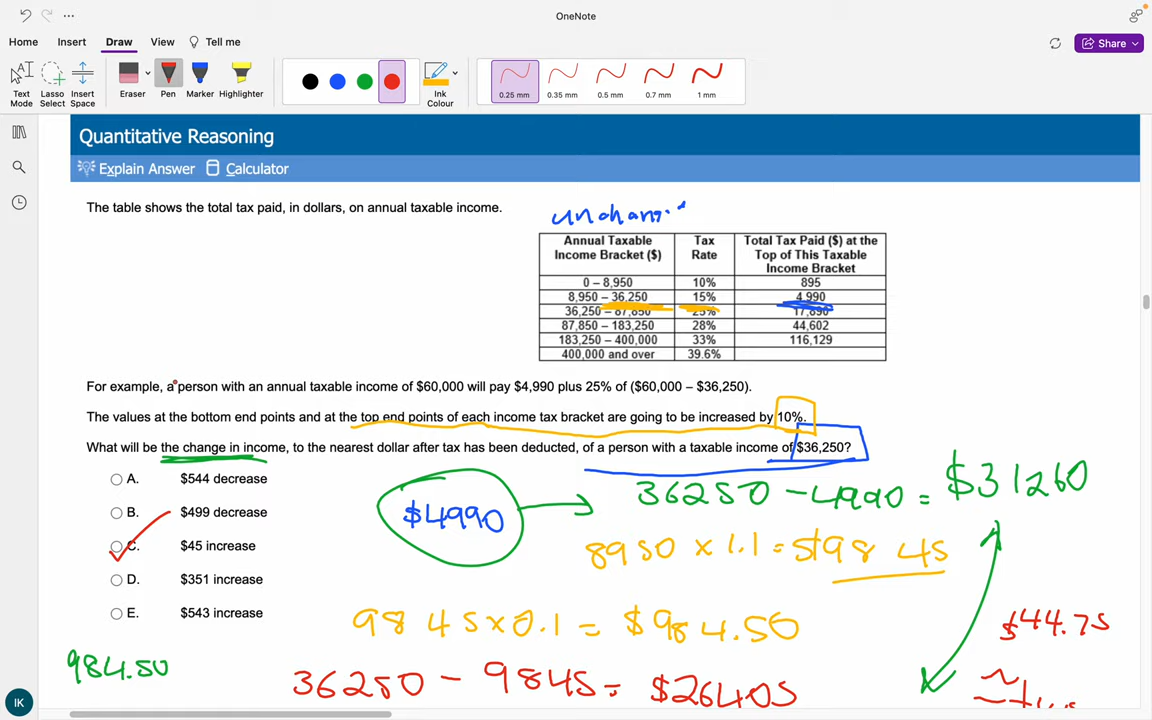 OneNote
Home Insert Draw View Tell me
Share
Text Mode
Lasso Select
Insert Space
Eraser
Pen
Marker
Highlighter
Ink Colour
0.25 mm 0.35 mm 0.5 mm 0.7 mm 1 mm
Quantitative Reasoning
Explain Answer Calculator
The table shows the total tax paid, in dollars, on annual taxable income.
Annual Taxable Income Bracket ($) Tax Rate Total Tax Paid ($) at the Top of This Taxable Income Bracket
0 – 8,950 10% 895
8,950 – 36,250 15% 4,990
36,250 – 87,850 25% 17,890
87,850 – 183,250 28% 44,602
183,250 – 400,000 33% 116,129
400,000 and over 39.6%
For example, a person with an annual taxable income of $60,000 will pay $4,990 plus 25% of ($60,000 – $36,250).
The values at the bottom end points and at the top end points of each income tax bracket are going to be increased by 10%.
What will be the change in income, to the nearest dollar after tax has been deducted, of a person with a taxable income of $36,250?
A. $544 decrease
B. $499 decrease
C. $45 increase
D. $351 increase
E. $543 increase
$4990
36250 - 4990 = $31260
8950 x 1.1 = $9845
9845x0.1 = $984.50
$44.75
984.50
36250 - 9845 = $26405
IK